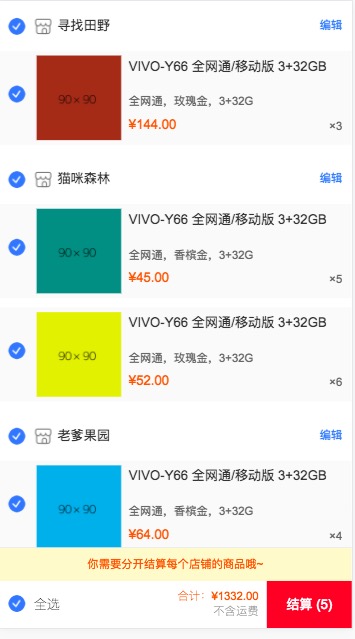 寻找田野 编辑
VIVO-Y66 全网通/移动版 3+32GB
90×90
全网通，玫瑰金，3+32G
¥144.00 ×3
猫咪森林 编辑
VIVO-Y66 全网通/移动版 3+32GB
90×90
全网通，香槟金，3+32G
¥45.00 ×5
VIVO-Y66 全网通/移动版 3+32GB
90×90
全网通，玫瑰金，3+32G
¥52.00 ×6
老爹果园 编辑
VIVO-Y66 全网通/移动版 3+32GB
90×90
全网通，香槟金，3+32G
¥64.00 ×4
你需要分开结算每个店铺的商品哦~
全选 合计：¥1332.00 结算 (5)
不含运费